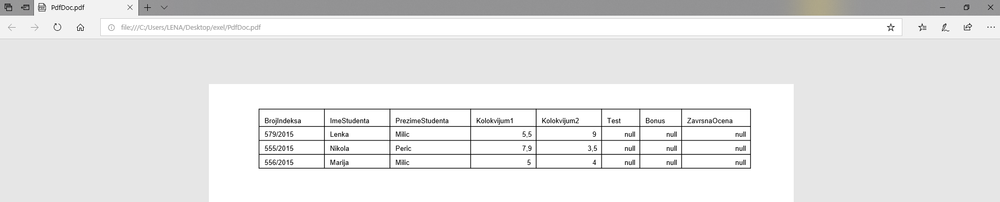 PdfDoc.pdf
file:///C:/Users/LENA/Desktop/exel/PdfDoc.pdf
BrojIndeksa ImeStudenta PrezimeStudenta Kolokvijum1 Kolokvijum2 Test Bonus ZavrsnaOcena
579/2015 Lenka Milic 5,5 9 null null null
555/2015 Nikola Peric 7,9 3,5 null null null
556/2015 Marija Milic 5 4 null null null